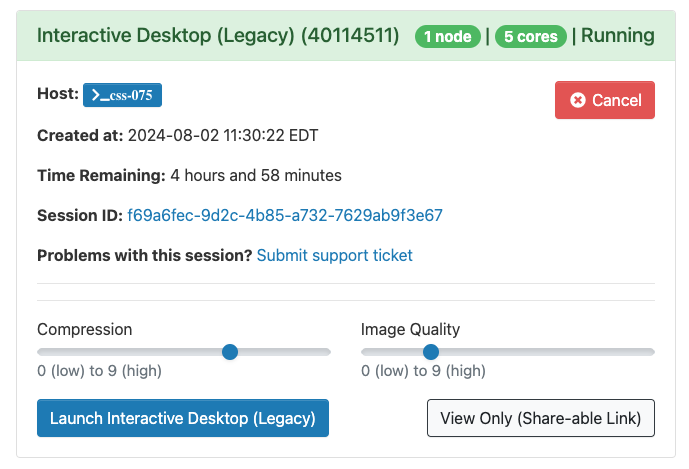 Interactive Desktop (Legacy) (40114511) 1 node | 5 cores | Running
Host: >_css-075
Cancel
Created at: 2024-08-02 11:30:22 EDT
Time Remaining: 4 hours and 58 minutes
Session ID: f69a6fec-9d2c-4b85-a732-7629ab9f3e67
Problems with this session? Submit support ticket
Compression
0 (low) to 9 (high)
Image Quality
0 (low) to 9 (high)
Launch Interactive Desktop (Legacy)
View Only (Share-able Link)